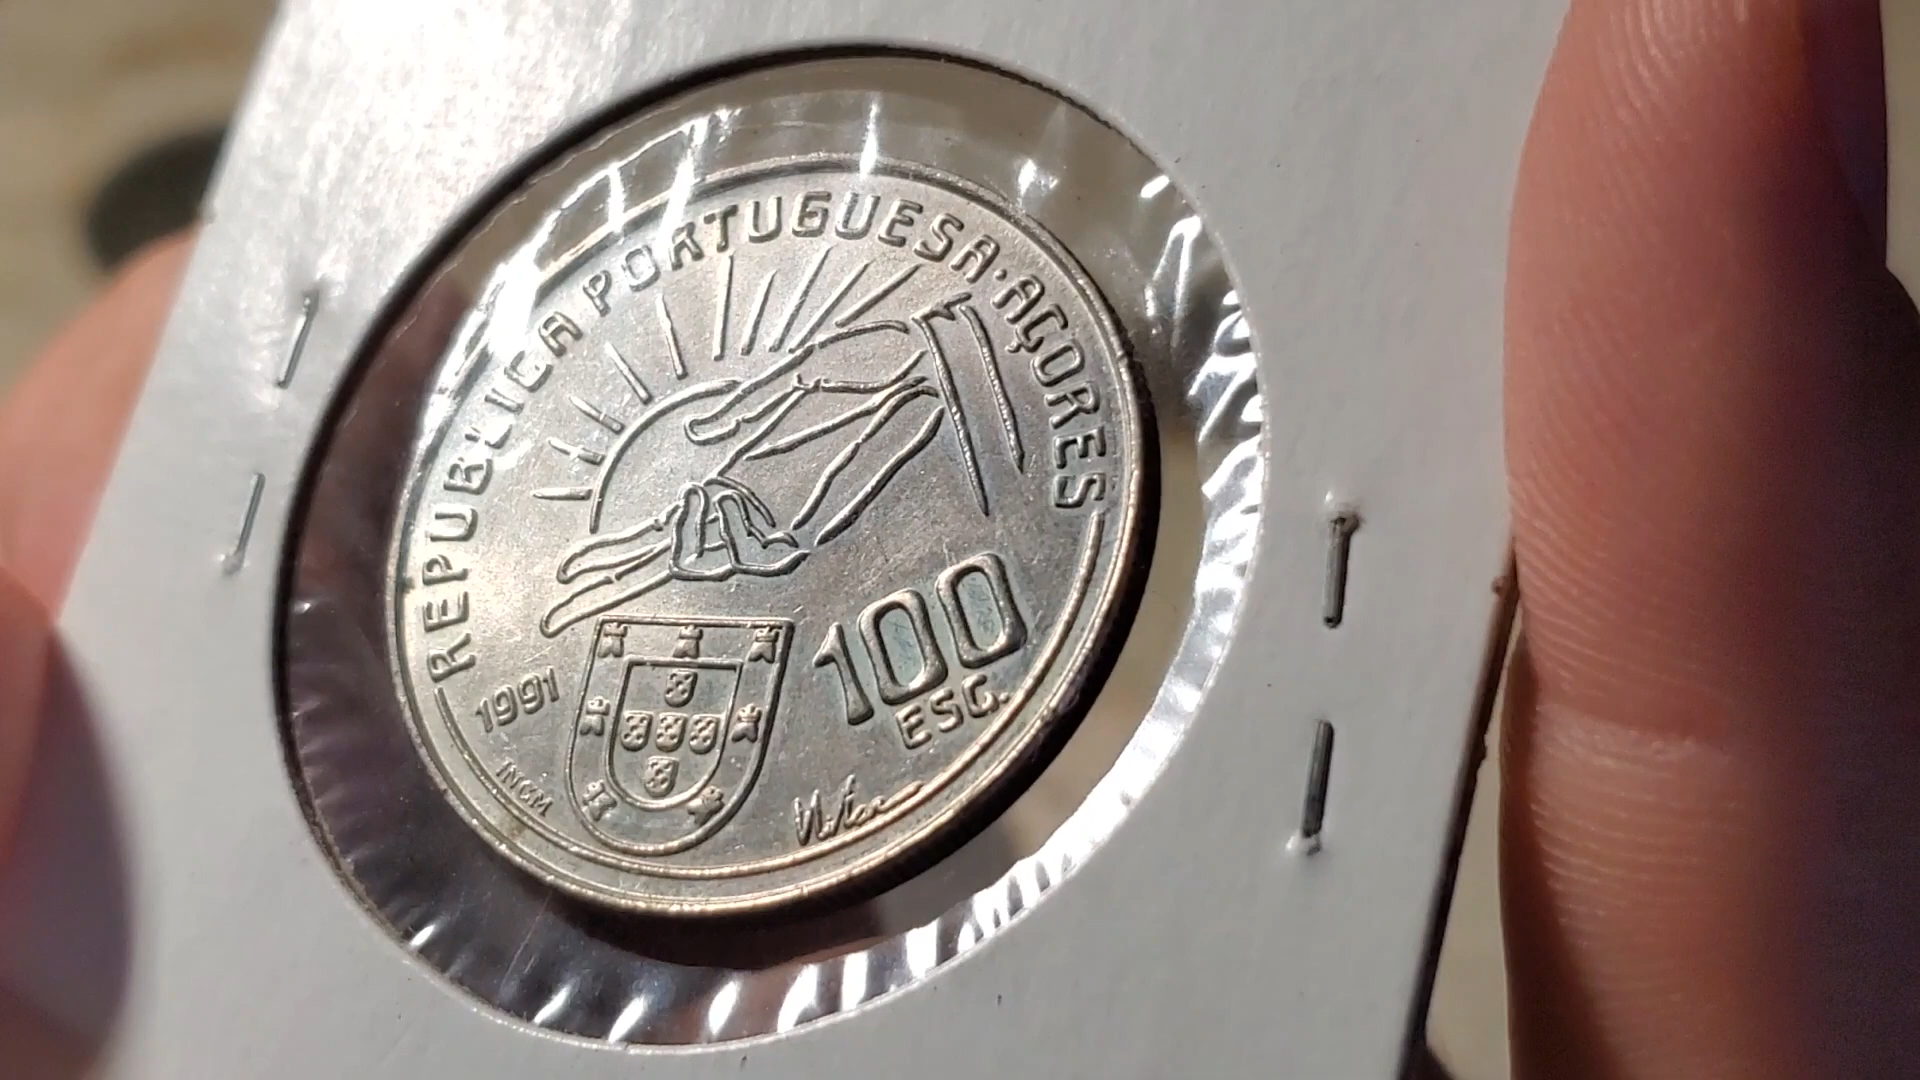 REPUBLICA PORTUGUESA · AÇORES
1991
100
ESC.
INCM